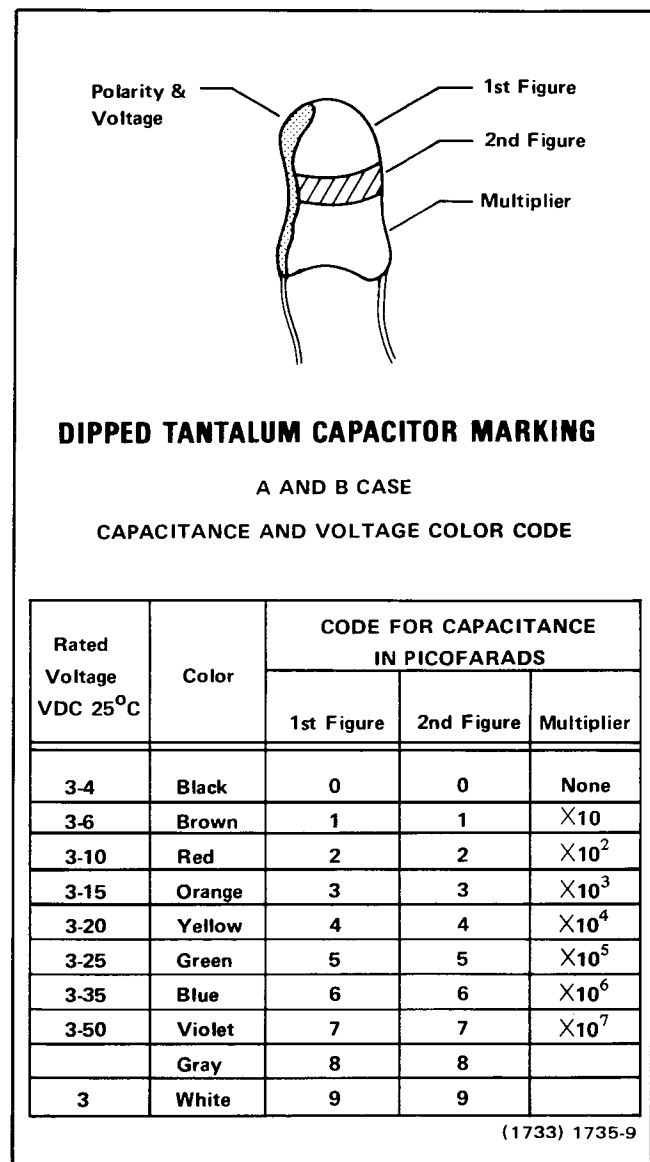 Polarity &
Voltage
1st Figure
2nd Figure
Multiplier
DIPPED TANTALUM CAPACITOR MARKING
A AND B CASE
CAPACITANCE AND VOLTAGE COLOR CODE
Rated
Voltage
VDC 25°C
Color
CODE FOR CAPACITANCE
IN PICOFARADS
1st Figure 2nd Figure Multiplier
3-4 Black 0 0 None
3-6 Brown 1 1 X10
3-10 Red 2 2 X10²
3-15 Orange 3 3 X10³
3-20 Yellow 4 4 X10⁴
3-25 Green 5 5 X10⁵
3-35 Blue 6 6 X10⁶
3-50 Violet 7 7 X10⁷
Gray 8 8
3 White 9 9
(1733) 1735-9